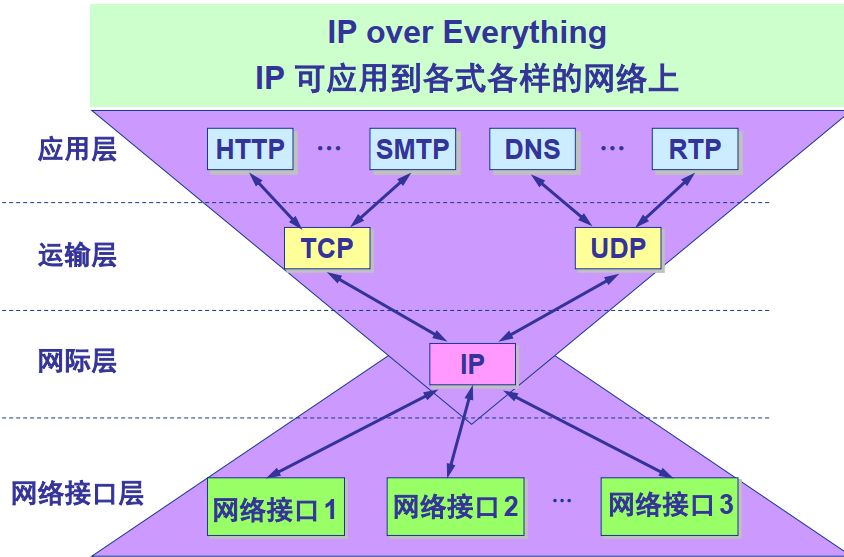 IP over Everything
IP 可应用到各式各样的网络上
应用层
HTTP … SMTP DNS … RTP
运输层
TCP UDP
网际层
IP
网络接口层
网络接口 1 网络接口 2 … 网络接口 3